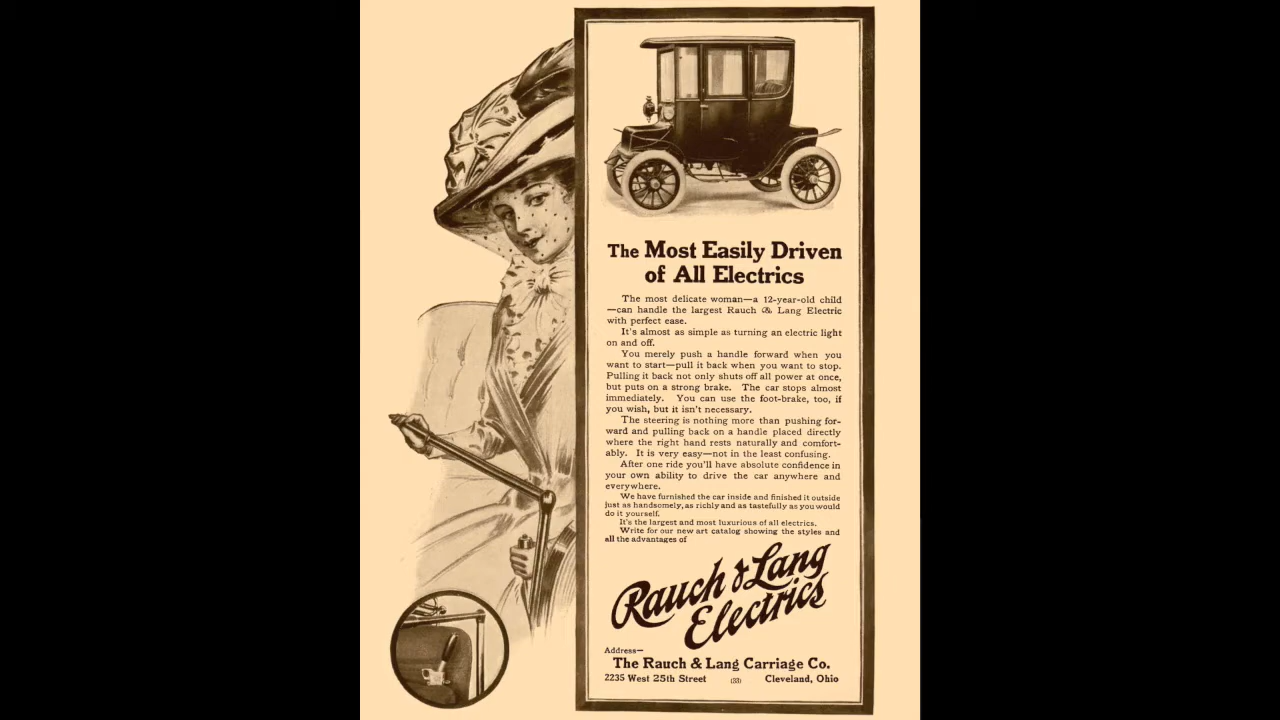 The Most Easily Driven
of All Electrics
The most delicate woman—a 12-year-old child
—can handle the largest Rauch & Lang Electric
with perfect ease.
It's almost as simple as turning an electric light
on and off.
You merely push a handle forward when you
want to start—pull it back when you want to stop.
Pulling it back not only shuts off all power at once,
but puts on a strong brake. The car stops almost
immediately. You can use the foot-brake, too, if
you wish, but it isn't necessary.
The steering is nothing more than pushing for-
ward and pulling back on a handle placed directly
where the right hand rests naturally and comfort-
ably. It is very easy—not in the least confusing.
After one ride you'll have absolute confidence in
your own ability to drive the car anywhere and
everywhere.
We have furnished the car inside and finished it outside
just as handsomely, as richly and as tastefully as you would
do it yourself.
It's the largest and most luxurious of all electrics.
Write for our new art catalog showing the styles and
all the advantages of
Rauch & Lang
Electrics
Address—
The Rauch & Lang Carriage Co.
2235 West 25th Street (33) Cleveland, Ohio